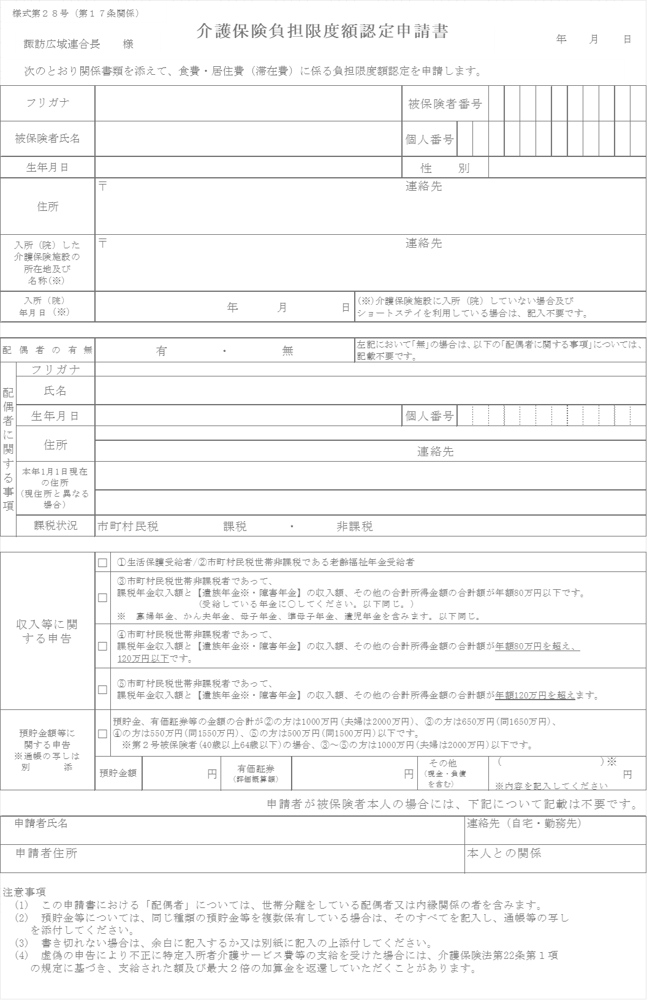 様式第２８号（第１７条関係）
介護保険負担限度額認定申請書
諏訪広域連合長　　様
年　　月　　日
次のとおり関係書類を添えて、食費・居住費（滞在費）に係る負担限度額認定を申請します。
フリガナ
被保険者番号
被保険者氏名
個人番号
生年月日
性　　別
住所
〒
連絡先
入所（院）した
介護保険施設の
所在地及び
名称(※)
〒
連絡先
入所（院）
年月日（※）
年　　　月　　　　　日
(※)介護保険施設に入所（院）していない場合及び
ショートステイを利用している場合は、記入不要です。
配偶者の有無
有　　　　・　　　　無
左記において｢無｣の場合は､以下の｢配偶者に関する事項｣については、
記載不要です。
配偶者に関する事項
フリガナ
氏名
生年月日
個人番号
住所
連絡先
本年1月1日現在
の住所
（現住所と異なる
場合）
課税状況
市町村民税　　　　　課税　　　・　　　非課税
収入等に関
する申告
□
①生活保護受給者/②市町村民税世帯非課税である老齢福祉年金受給者
□
③市町村民税世帯非課税者であって、
課税年金収入額と【遺族年金※・障害年金】の収入額、その他の合計所得金額の合計額が年額80万円以下です。
（受給している年金に○してください。以下同じ。）
※　寡婦年金、かん夫年金、母子年金、準母子年金、遺児年金を含みます。以下同じ。
□
④市町村民税世帯非課税者であって、
課税年金収入額と【遺族年金※・障害年金】の収入額、その他の合計所得金額の合計額が年額80万円を超え、
120万円以下です。
□
⑤市町村民税世帯非課税者であって、
課税年金収入額と【遺族年金※・障害年金】の収入額、その他の合計所得金額の合計額が年額120万円を超えます。
預貯金額等に
関する申告
※通帳の写しは
別　　　添
□
預貯金、有価証券等の金額の合計が②の方は1000万円(夫婦は2000万円)、③の方は650万円(同1650万円)、
④の方は550万円(同1550万円)、⑤の方は500万円(同1500万円)以下です。
※第２号被保険者(40歳以上64歳以下)の場合、③～⑤の方は1000万円(夫婦は2000万円)以下です。
預貯金額
円
有価証券
(評価概算額)
円
その他
(現金・負債
を含む)
（　　　　　　　　）※
円
※内容を記入してください
申請者が被保険者本人の場合には、下記について記載は不要です。
申請者氏名
連絡先（自宅・勤務先）
申請者住所
本人との関係
注意事項
(1)　この申請書における「配偶者」については、世帯分離をしている配偶者又は内縁関係の者を含みます。
(2)　預貯金等については、同じ種類の預貯金等を複数保有している場合は、そのすべてを記入し、通帳等の写し
を添付してください。
(3)　書き切れない場合は、余白に記入するか又は別紙に記入の上添付してください。
(4)　虚偽の申告により不正に特定入所者介護サービス費等の支給を受けた場合には、介護保険法第22条第１項
の規定に基づき、支給された額及び最大２倍の加算金を返還していただくことがあります。